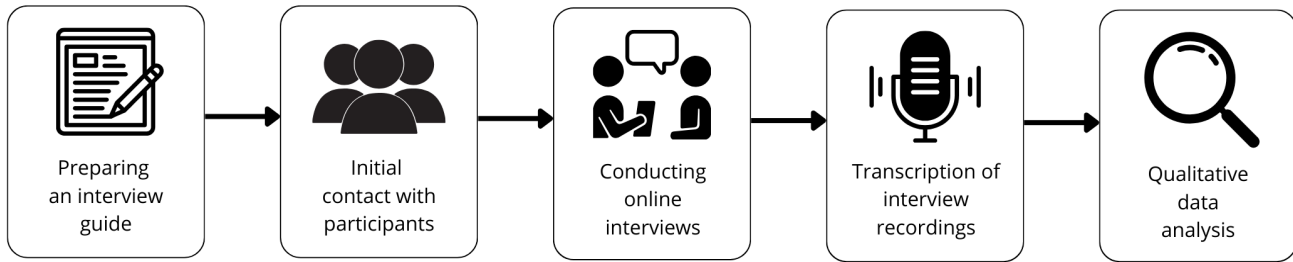 Preparing
an interview
guide
Initial
contact with
participants
Conducting
online
interviews
Transcription of
interview
recordings
Qualitative
data
analysis